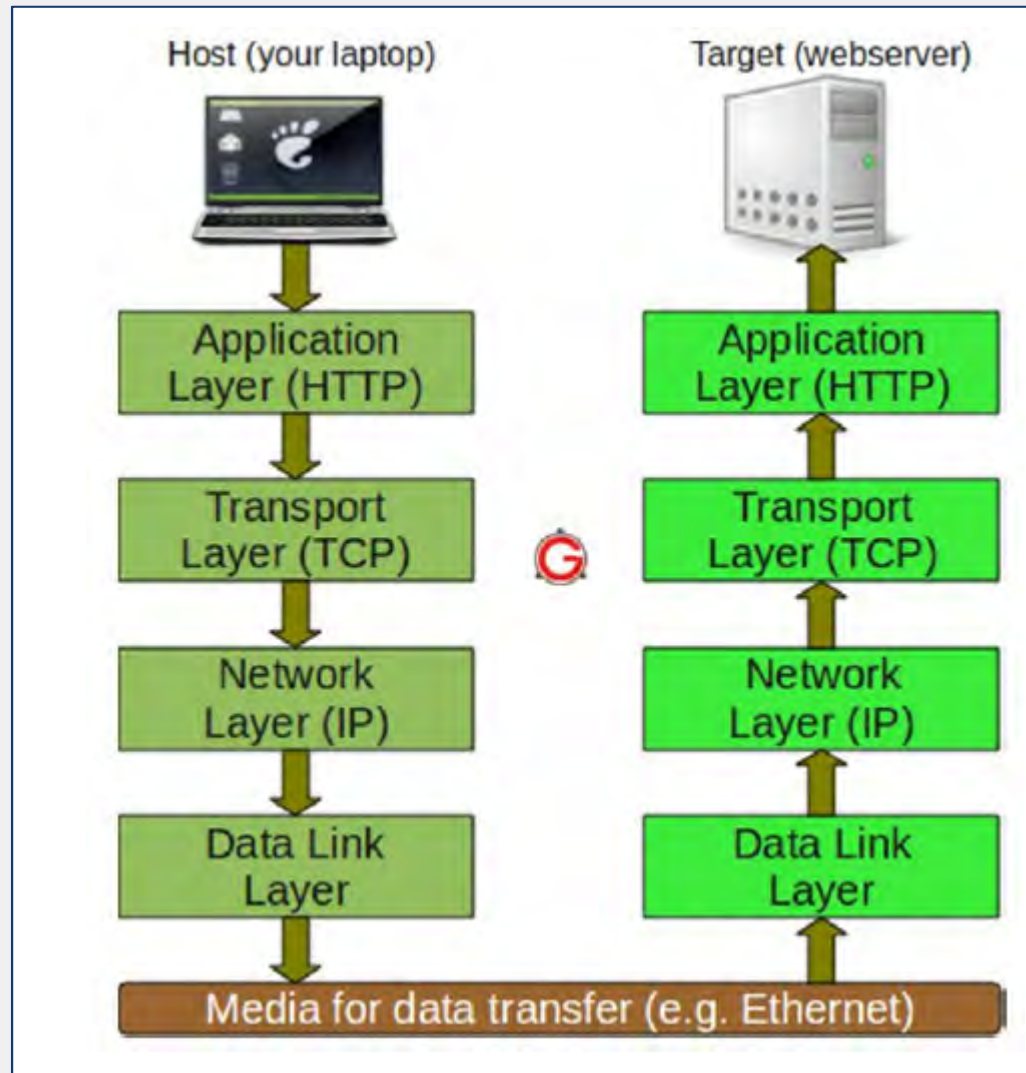 Host (your laptop)
Target (webserver)
Application
Layer (HTTP)
Application
Layer (HTTP)
Transport
Layer (TCP)
G
Transport
Layer (TCP)
Network
Layer (IP)
Network
Layer (IP)
Data Link
Layer
Data Link
Layer
Media for data transfer (e.g. Ethernet)